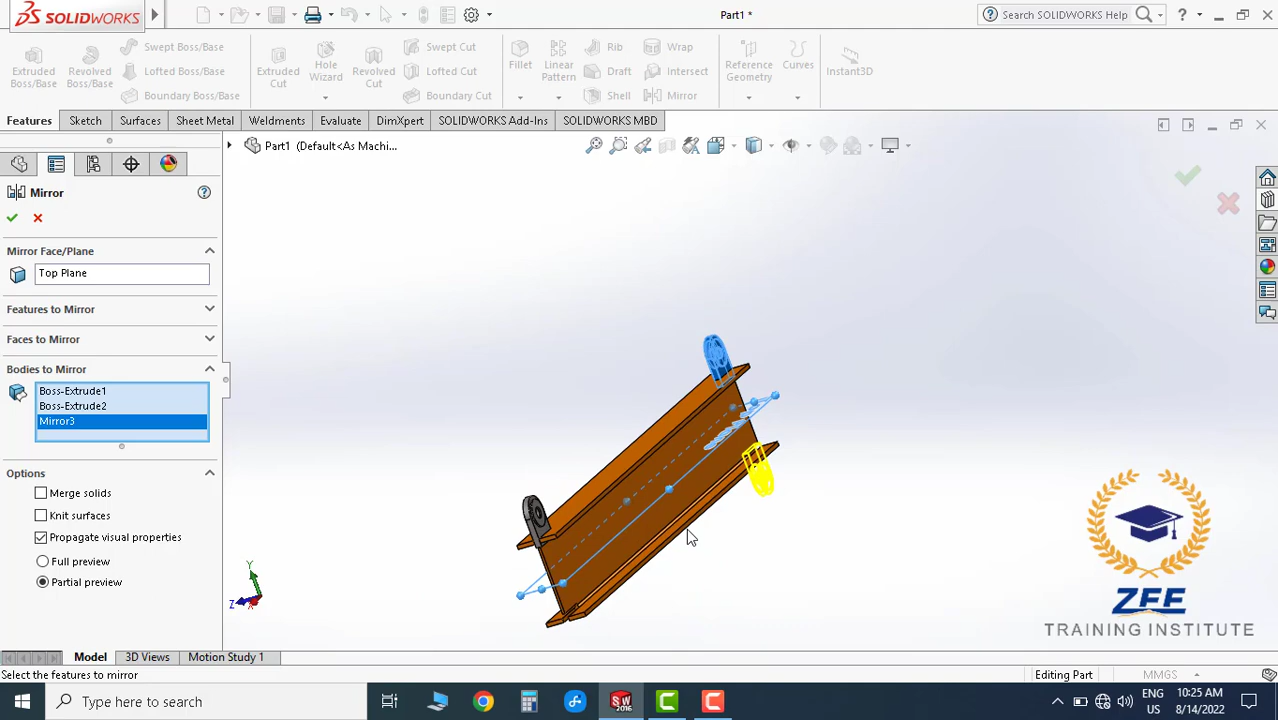 SOLIDWORKS
Part1 *
Search SOLIDWORKS Help
Extruded Boss/Base
Revolved Boss/Base
Swept Boss/Base
Lofted Boss/Base
Boundary Boss/Base
Extruded Cut
Hole Wizard
Revolved Cut
Swept Cut
Lofted Cut
Boundary Cut
Fillet
Linear Pattern
Rib
Draft
Shell
Wrap
Intersect
Mirror
Reference Geometry
Curves
Instant3D
Features
Sketch
Surfaces
Sheet Metal
Weldments
Evaluate
DimXpert
SOLIDWORKS Add-Ins
SOLIDWORKS MBD
Part1 (Default<As Machi...
Mirror
Mirror Face/Plane
Top Plane
Features to Mirror
Faces to Mirror
Bodies to Mirror
Boss-Extrude1
Boss-Extrude2
Mirror3
Options
Merge solids
Knit surfaces
Propagate visual properties
Full preview
Partial preview
Y
Z
X
ZFE
TRAINING INSTITUTE
Model
3D Views
Motion Study 1
Select the features to mirror
Editing Part
MMGS
Type here to search
SW
2016
ENG
US
10:25 AM
8/14/2022